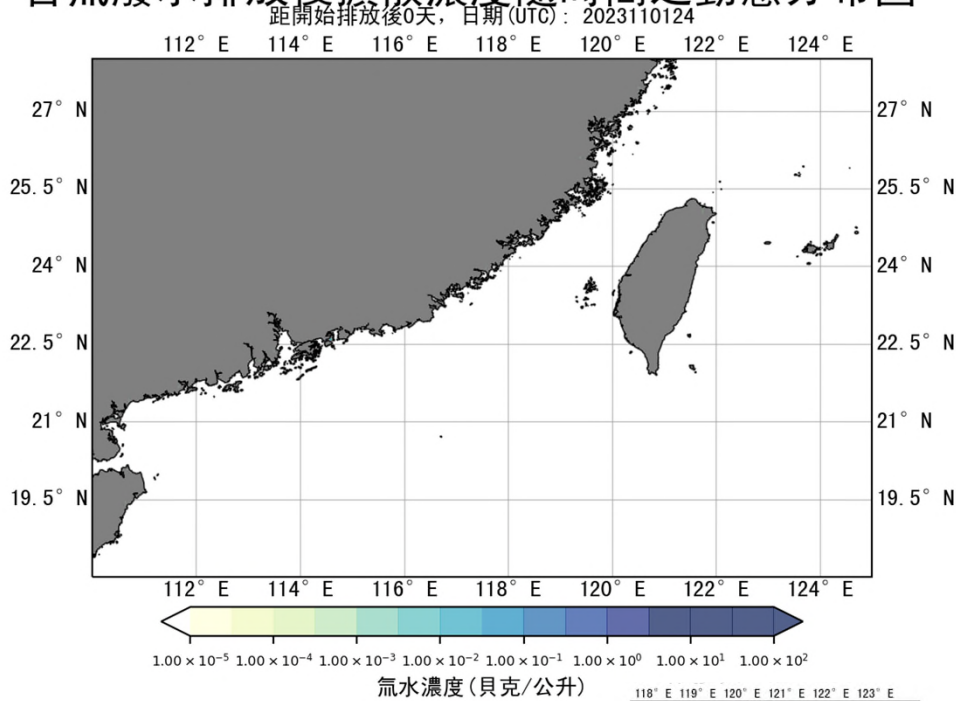 距開始排放後0天，日期(UTC): 2023110124
112° E 114° E 116° E 118° E 120° E 122° E 124° E
27° N 27° N
25.5° N 25.5° N
24° N 24° N
22.5° N 22.5° N
21° N 21° N
19.5° N 19.5° N
112° E 114° E 116° E 118° E 120° E 122° E 124° E
1.00 × 10⁻⁵ 1.00 × 10⁻⁴ 1.00 × 10⁻³ 1.00 × 10⁻² 1.00 × 10⁻¹ 1.00 × 10⁰ 1.00 × 10¹ 1.00 × 10²
氚水濃度(貝克/公升)
118° E 119° E 120° E 121° E 122° E 123° E